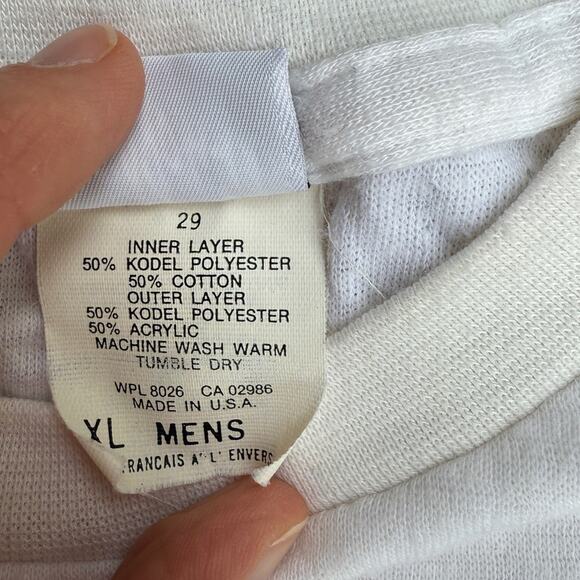 29
INNER LAYER
50% KODEL POLYESTER
50% COTTON
OUTER LAYER
50% KODEL POLYESTER
50% ACRYLIC
MACHINE WASH WARM
TUMBLE DRY
WPL 8026 CA 02986
MADE IN U.S.A.
XL MENS
FRANCAIS A' L' ENVERS